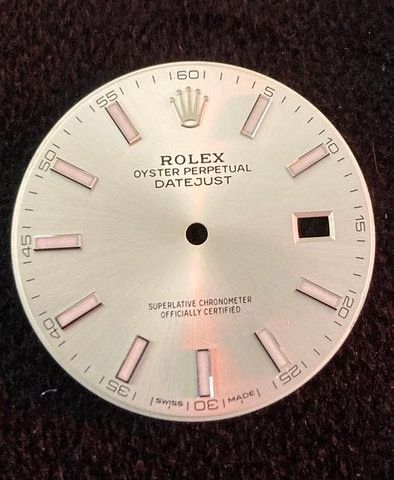 60
5
10
20
25
30
35
40
45
50
55
ROLEX
OYSTER PERPETUAL
DATEJUST
SUPERLATIVE CHRONOMETER
OFFICIALLY CERTIFIED
SWISS MADE